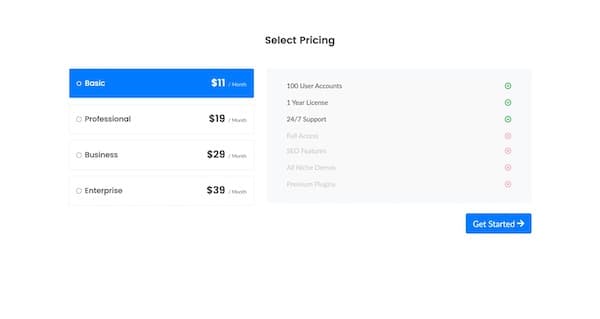 Select Pricing
Basic $11 / Month
Professional $19 / Month
Business $29 / Month
Enterprise $39 / Month
100 User Accounts
1 Year License
24/7 Support
Full Access
SEO Features
All Niche Demos
Premium Plugins
Get Started